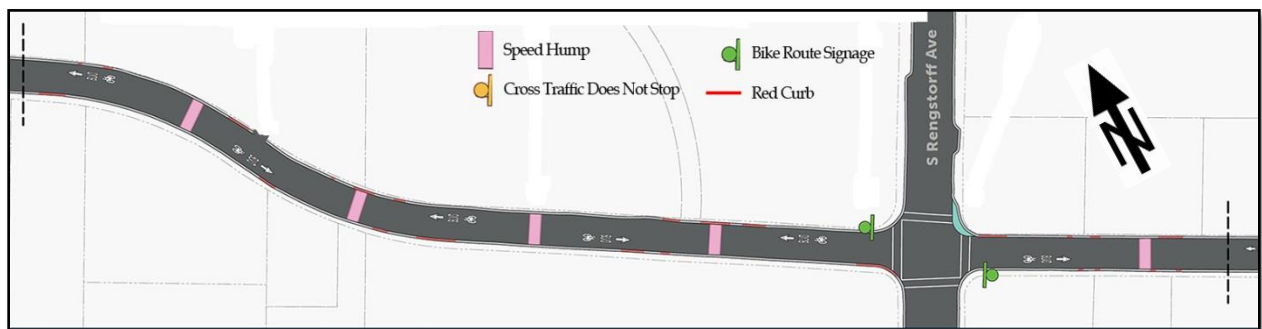 Speed Hump
Bike Route Signage
Cross Traffic Does Not Stop
Red Curb
S Rengstorff Ave
N